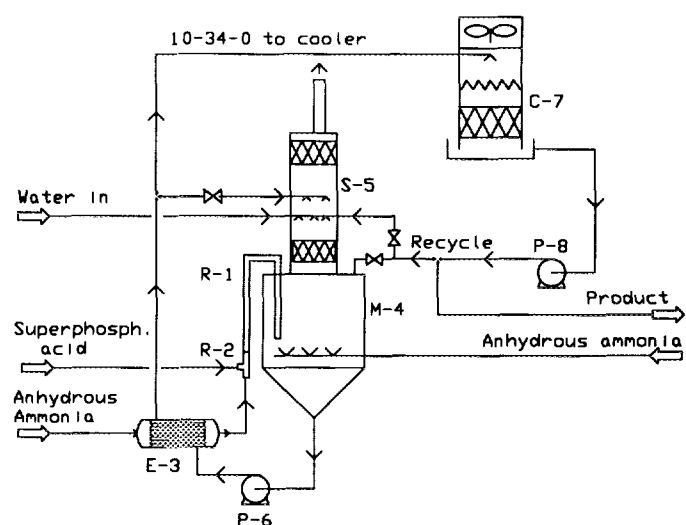 10-34-0 to cooler
C-7
S-5
Water in
Recycle
P-8
R-1
M-4
Product
Superphosph.
acid
R-2
Anhydrous ammonia
Anhydrous
Ammonia
E-3
P-6